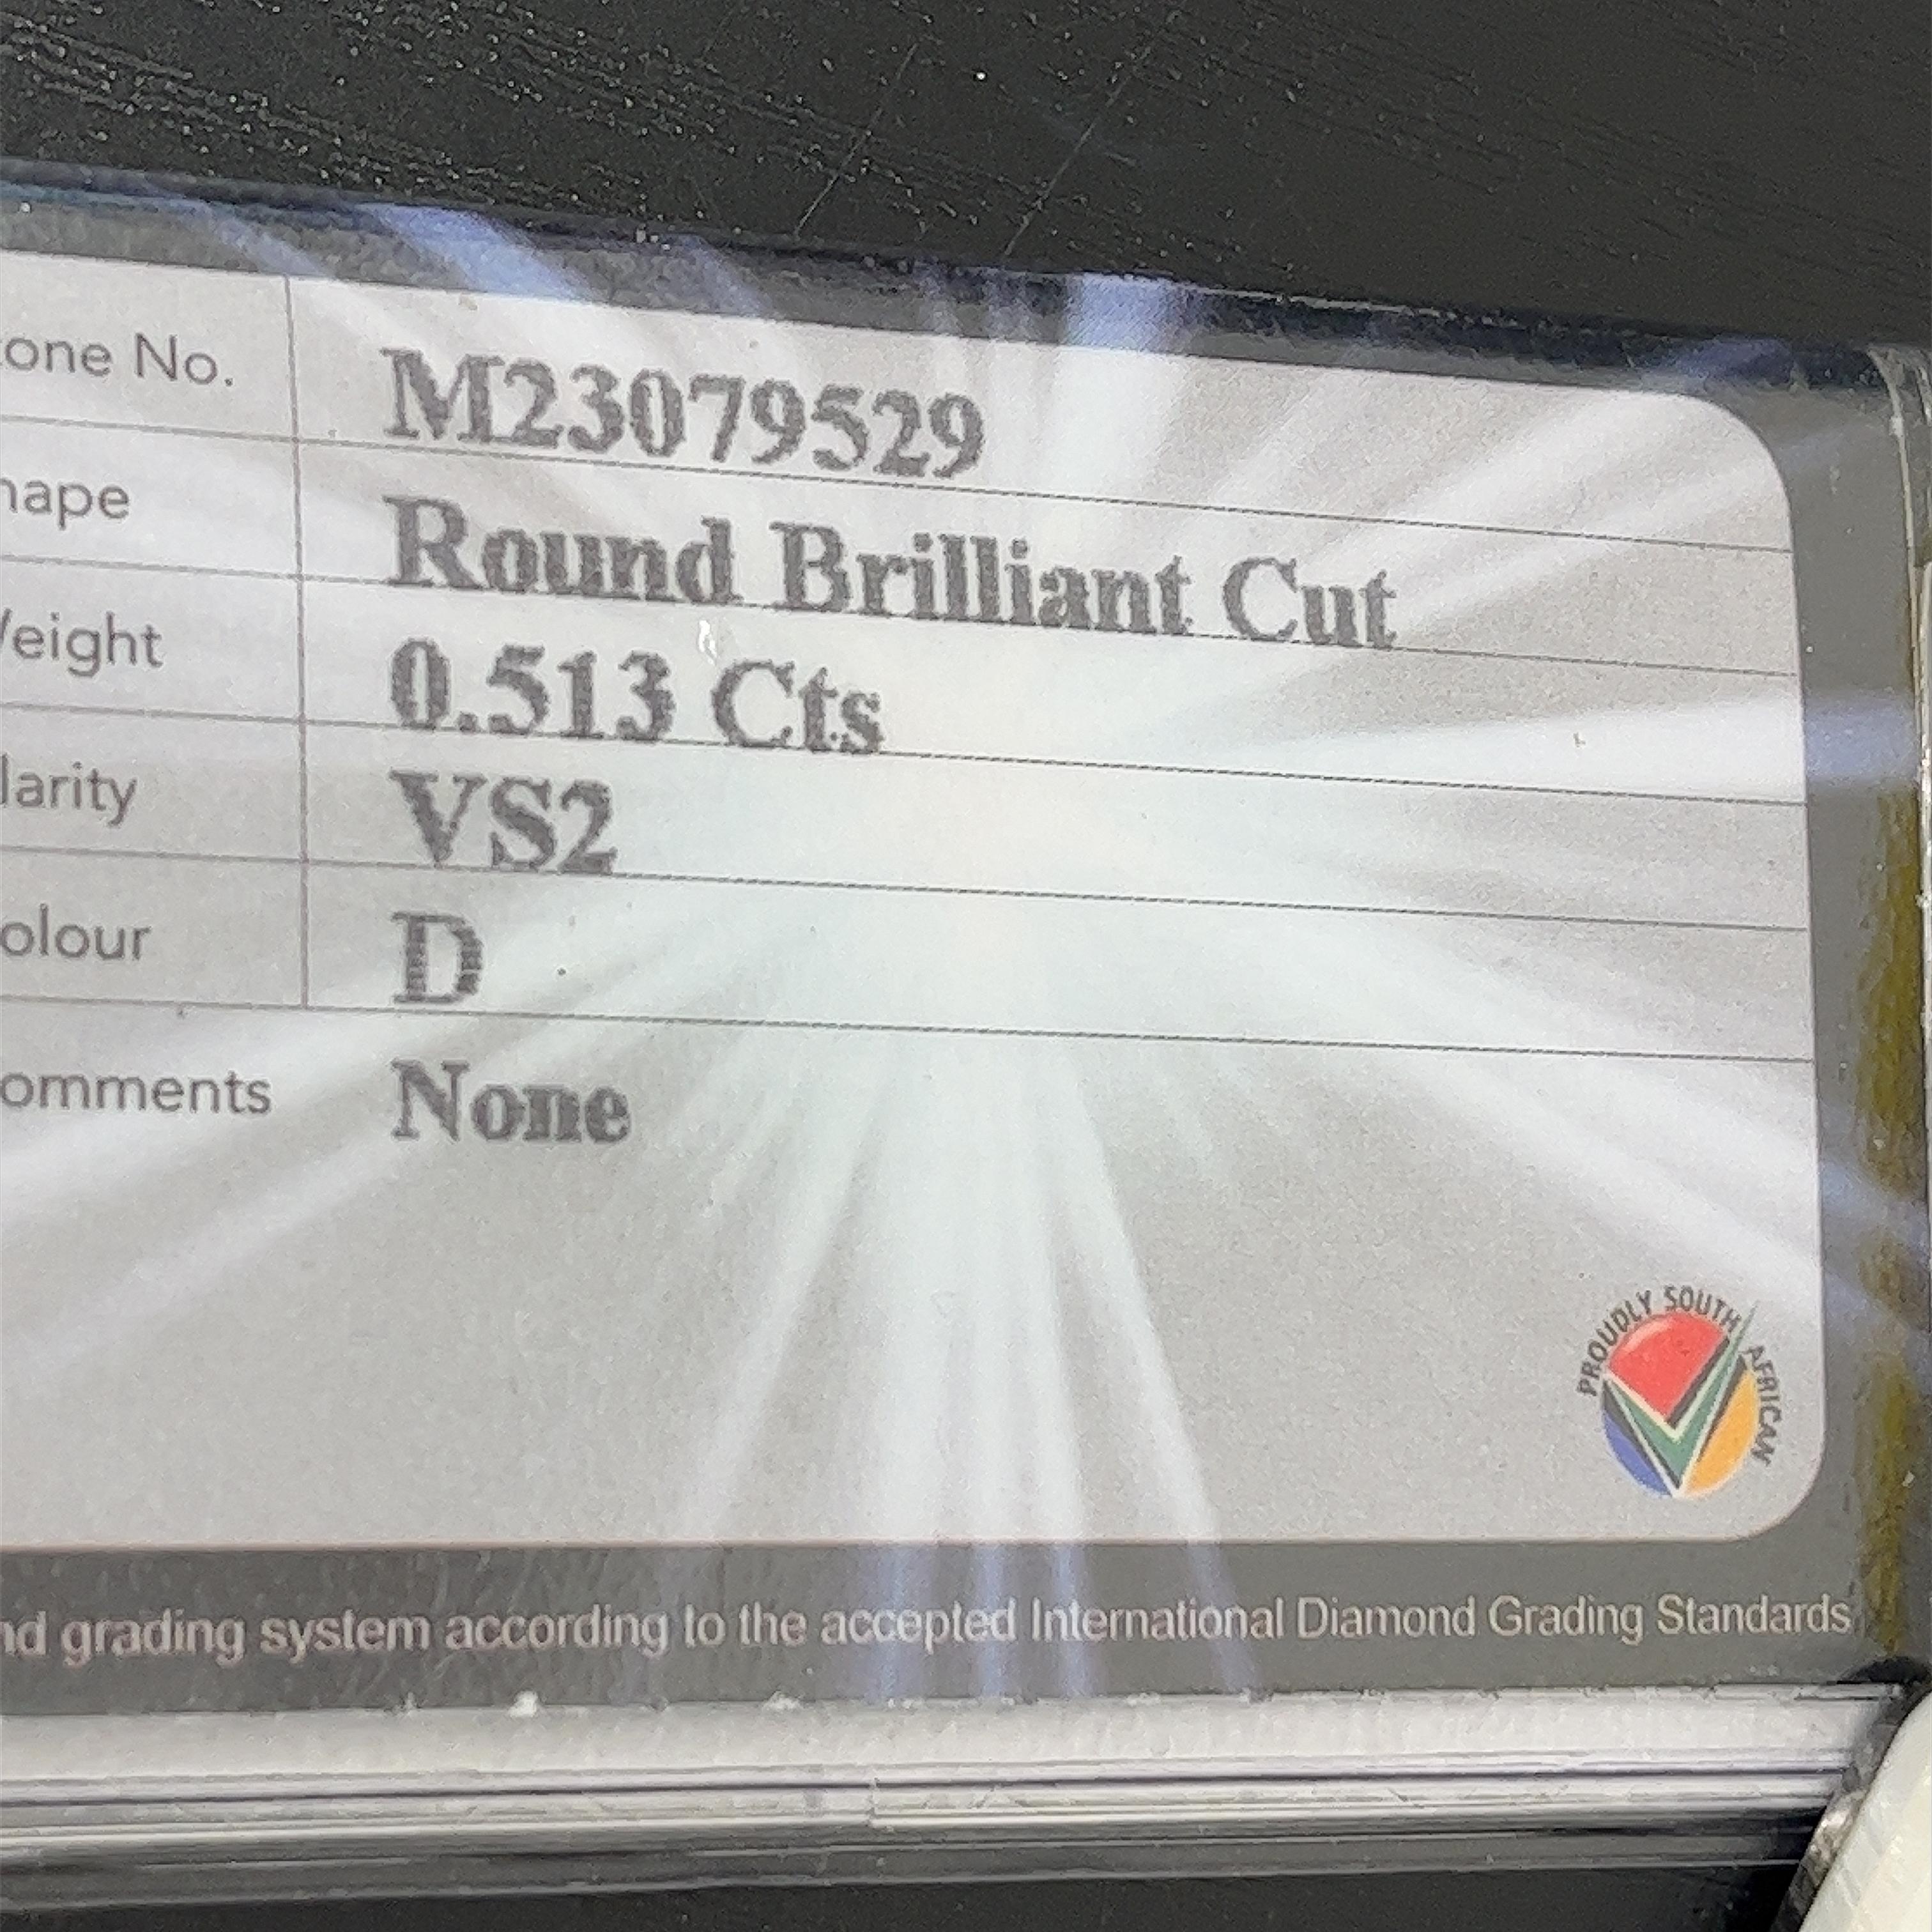 one No. M23079529
hape Round Brilliant Cut
eight 0.513 Cts
larity VS2
olour D
omments None
PROUDLY SOUTH AFRICAN
nd grading system according to the accepted International Diamond Grading Standards